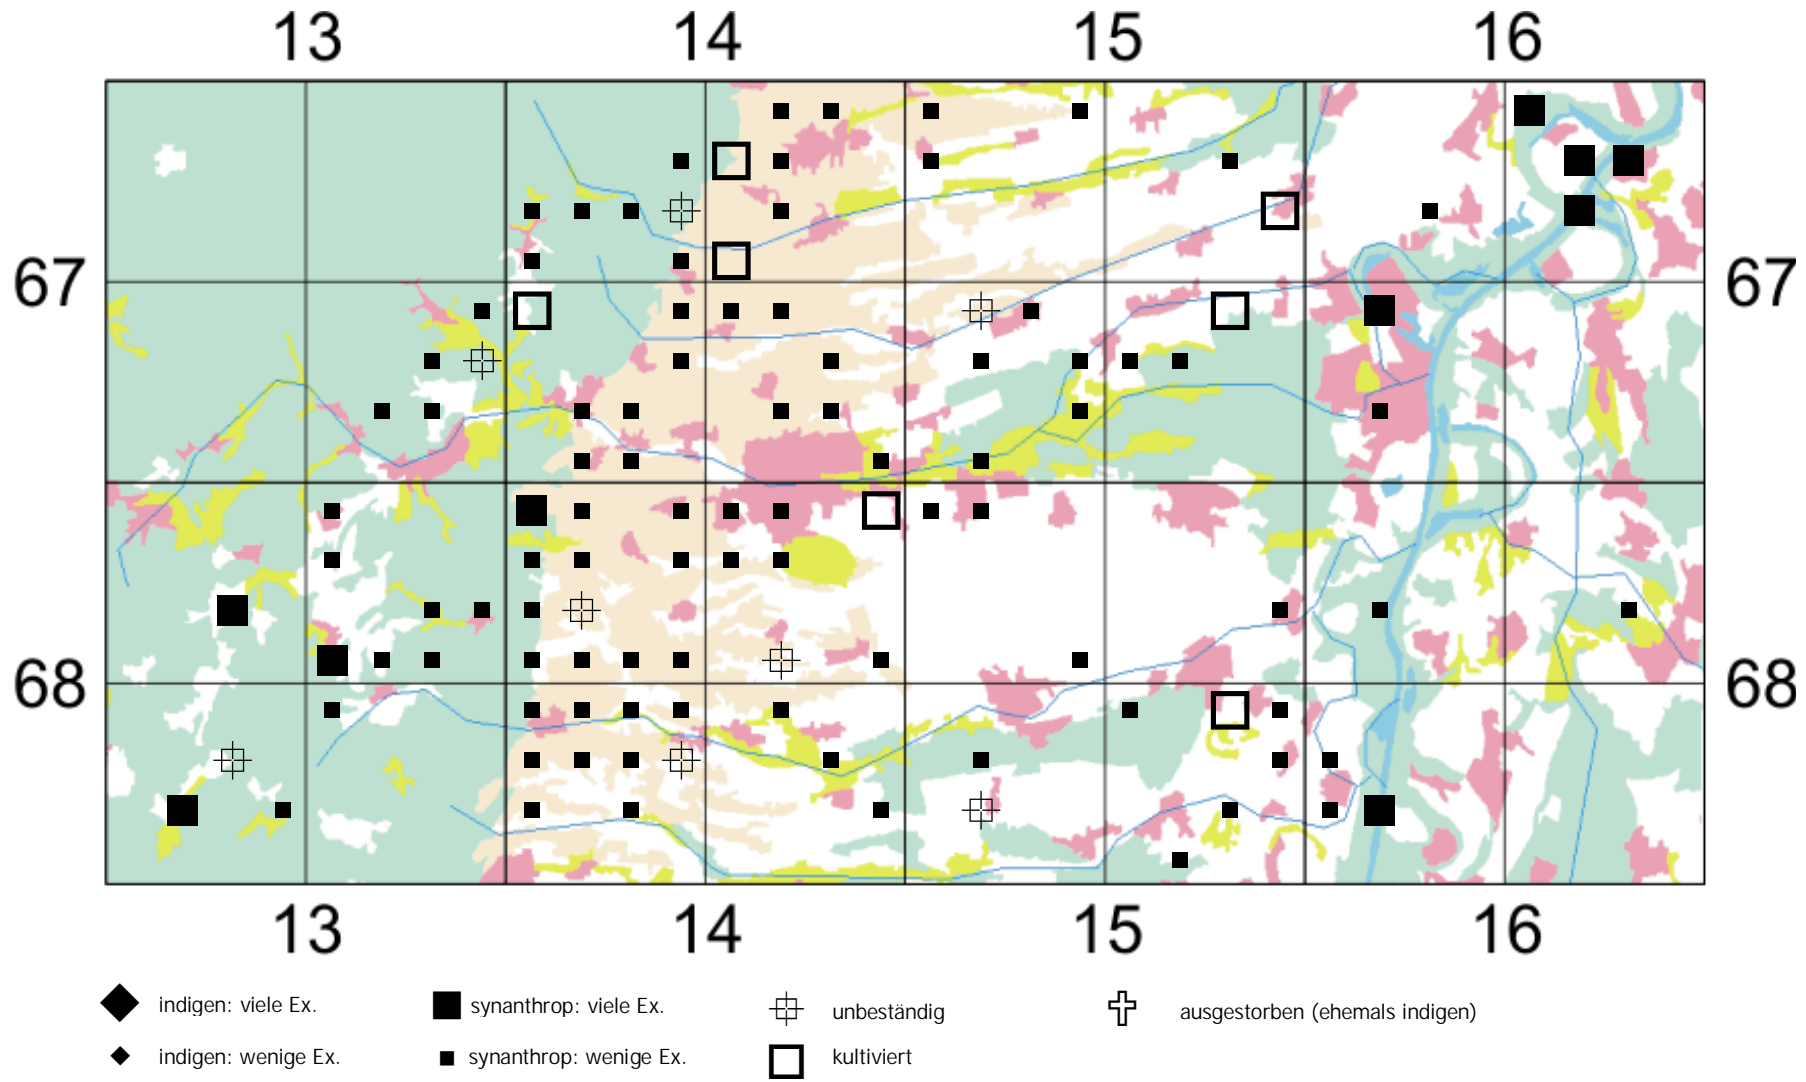 13 14 15 16
67 67
68 68
13 14 15 16
indigen: viele Ex. synanthrop: viele Ex. unbeständig ausgestorben (ehemals indigen)
indigen: wenige Ex. synanthrop: wenige Ex. kultiviert